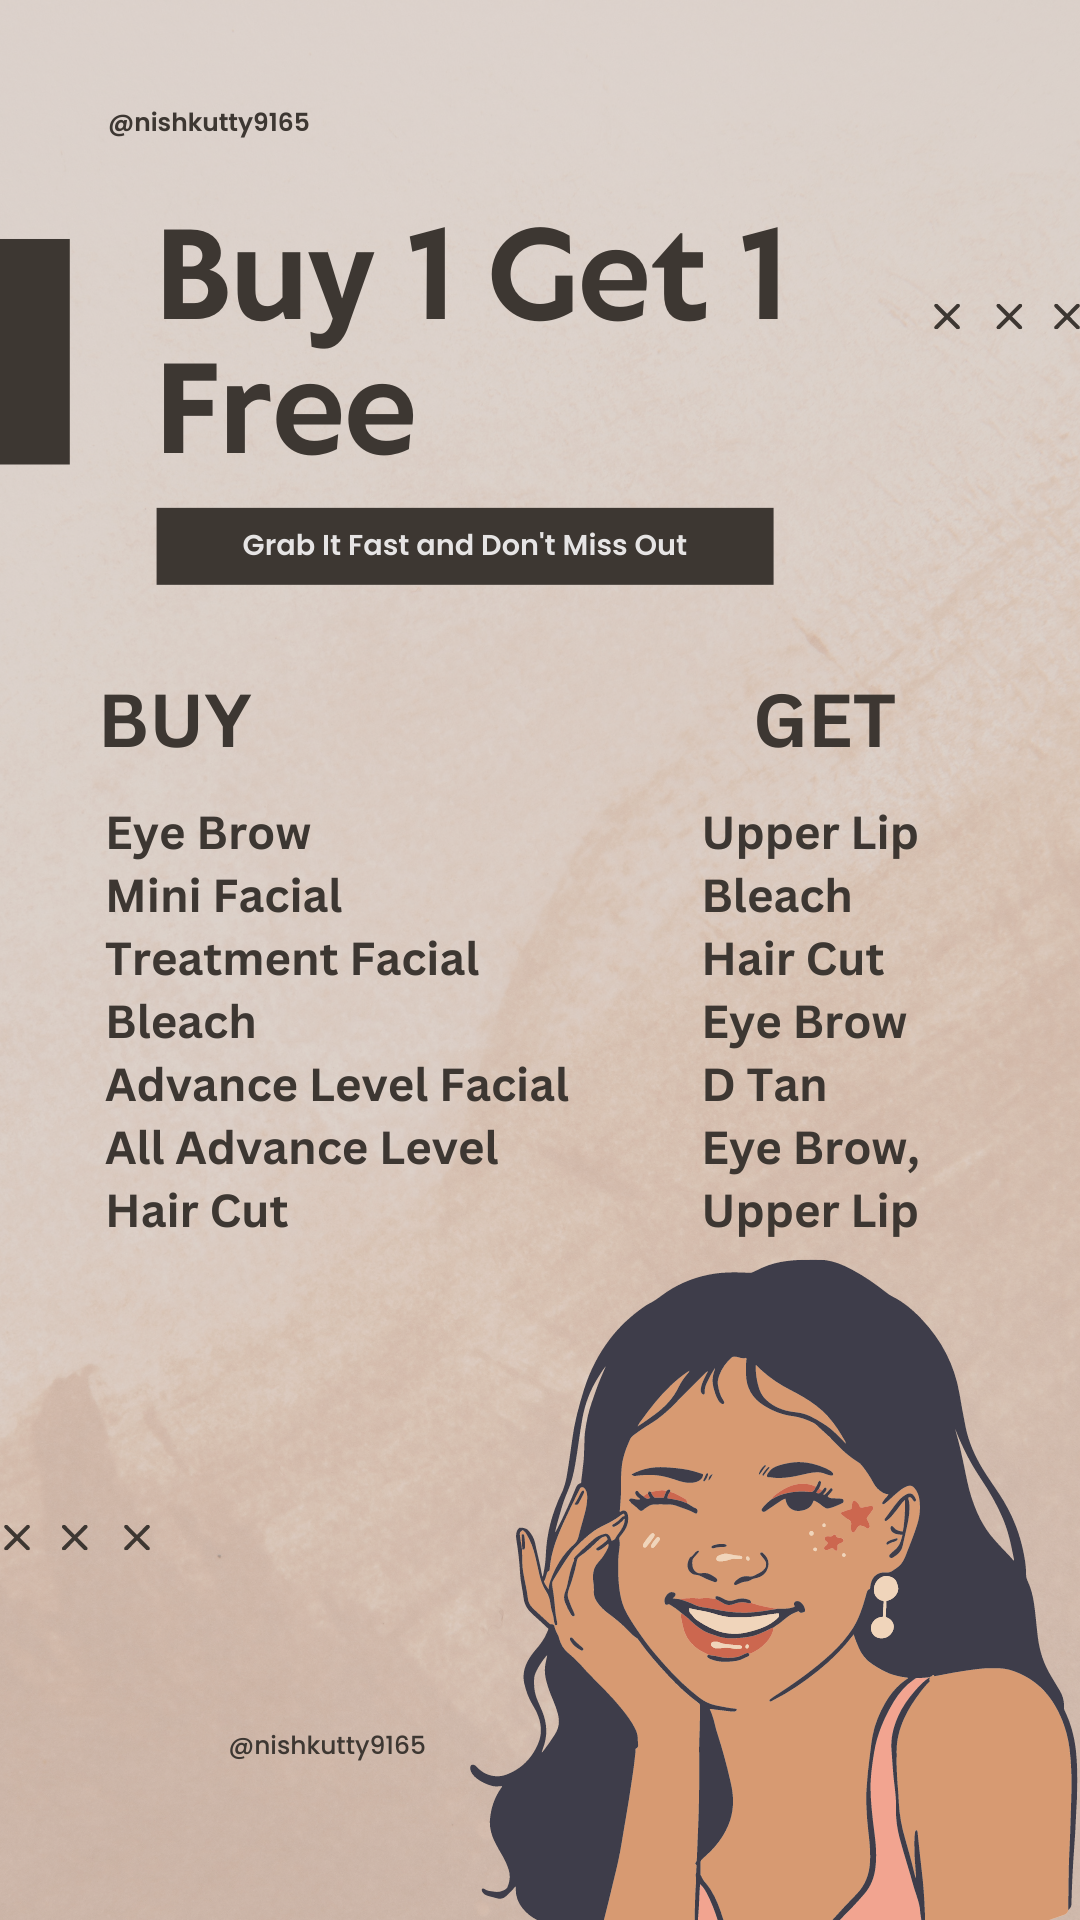 @nishkutty9165
Buy 1 Get 1
Free
Grab It Fast and Don't Miss Out
BUY
GET
Eye Brow
Upper Lip
Mini Facial
Bleach
Treatment Facial
Hair Cut
Bleach
Eye Brow
Advance Level Facial
D Tan
All Advance Level
Eye Brow,
Hair Cut
Upper Lip
@nishkutty9165